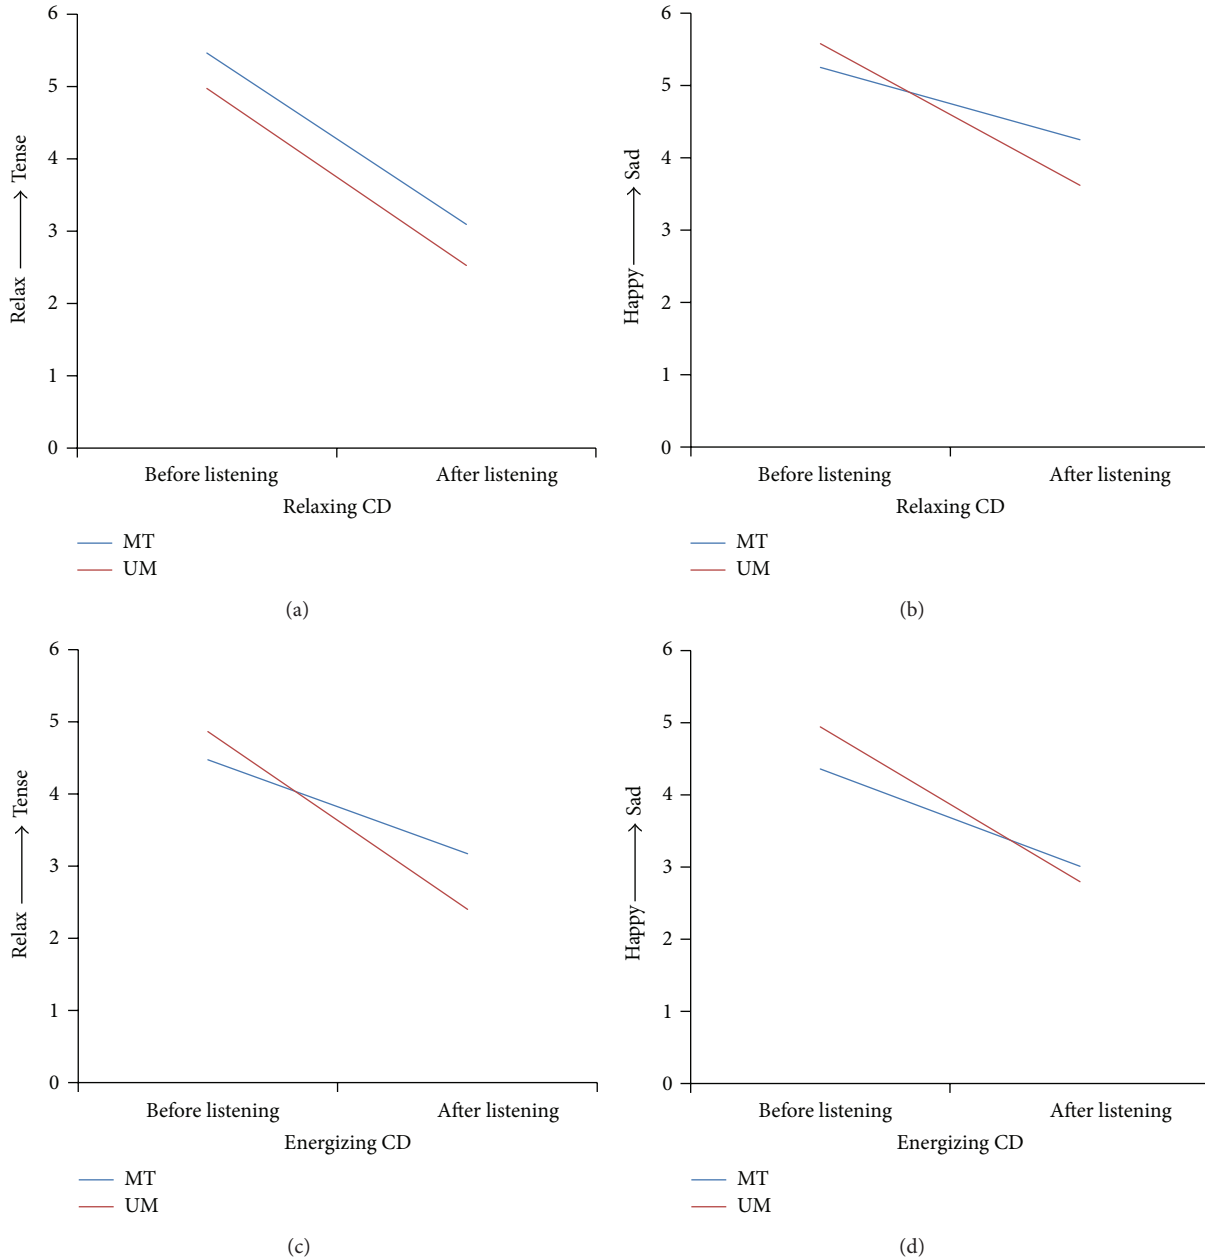 6
5
4
3
2
1
0
Relax ⟶ Tense
Before listening
After listening
Relaxing CD
MT
UM
(a)
6
5
4
3
2
1
0
Happy ⟶ Sad
Before listening
After listening
Relaxing CD
MT
UM
(b)
6
5
4
3
2
1
0
Relax ⟶ Tense
Before listening
After listening
Energizing CD
MT
UM
(c)
6
5
4
3
2
1
0
Happy ⟶ Sad
Before listening
After listening
Energizing CD
MT
UM
(d)